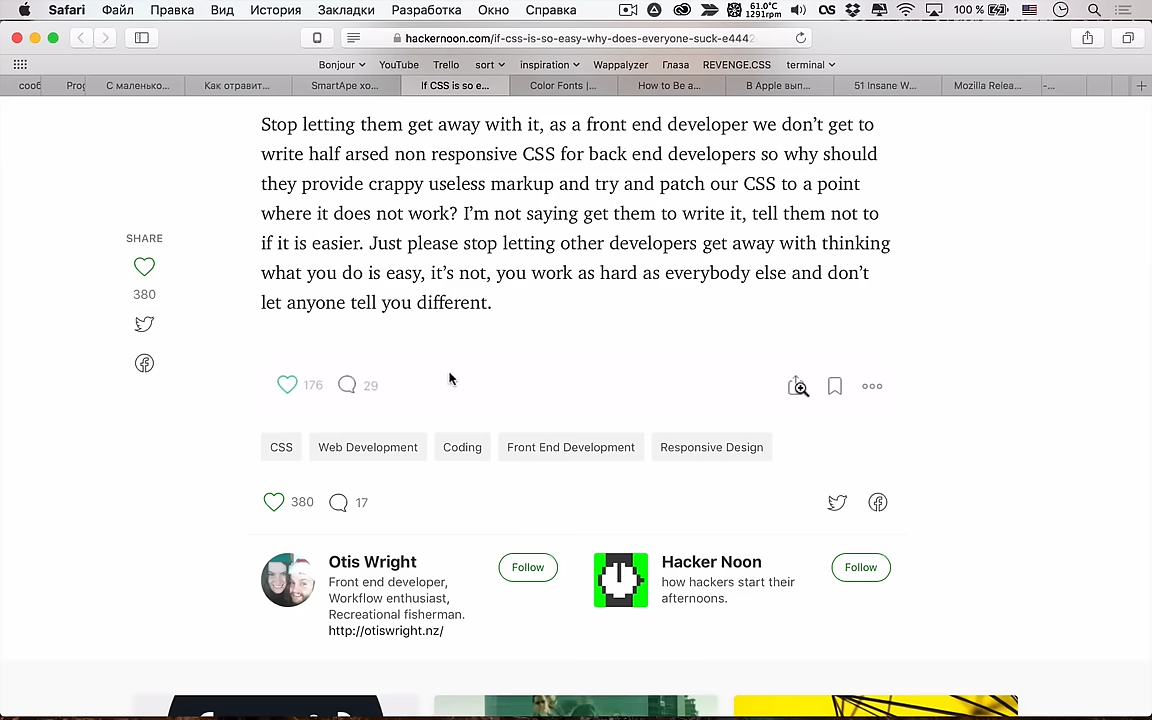 Safari Файл Правка Вид История Закладки Разработка Окно Справка 61.0°C 1291rpm 100 %
hackernoon.com/if-css-is-so-easy-why-does-everyone-suck-e4442
Bonjour YouTube Trello sort inspiration Wappalyzer Глаза REVENGE.CSS terminal
сооб Prog С маленько... Как отравит... SmartApe хо... If CSS is so e... Color Fonts |... How to Be a... В Apple вып... 51 Insane W... Mozilla Relea... -...
Stop letting them get away with it, as a front end developer we don’t get to
write half arsed non responsive CSS for back end developers so why should
they provide crappy useless markup and try and patch our CSS to a point
where it does not work? I’m not saying get them to write it, tell them not to
if it is easier. Just please stop letting other developers get away with thinking
what you do is easy, it’s not, you work as hard as everybody else and don’t
let anyone tell you different.
SHARE
380
176 29
CSS Web Development Coding Front End Development Responsive Design
380 17
Otis Wright
Front end developer,
Workflow enthusiast,
Recreational fisherman.
http://otiswright.nz/
Follow
Hacker Noon
how hackers start their
afternoons.
Follow